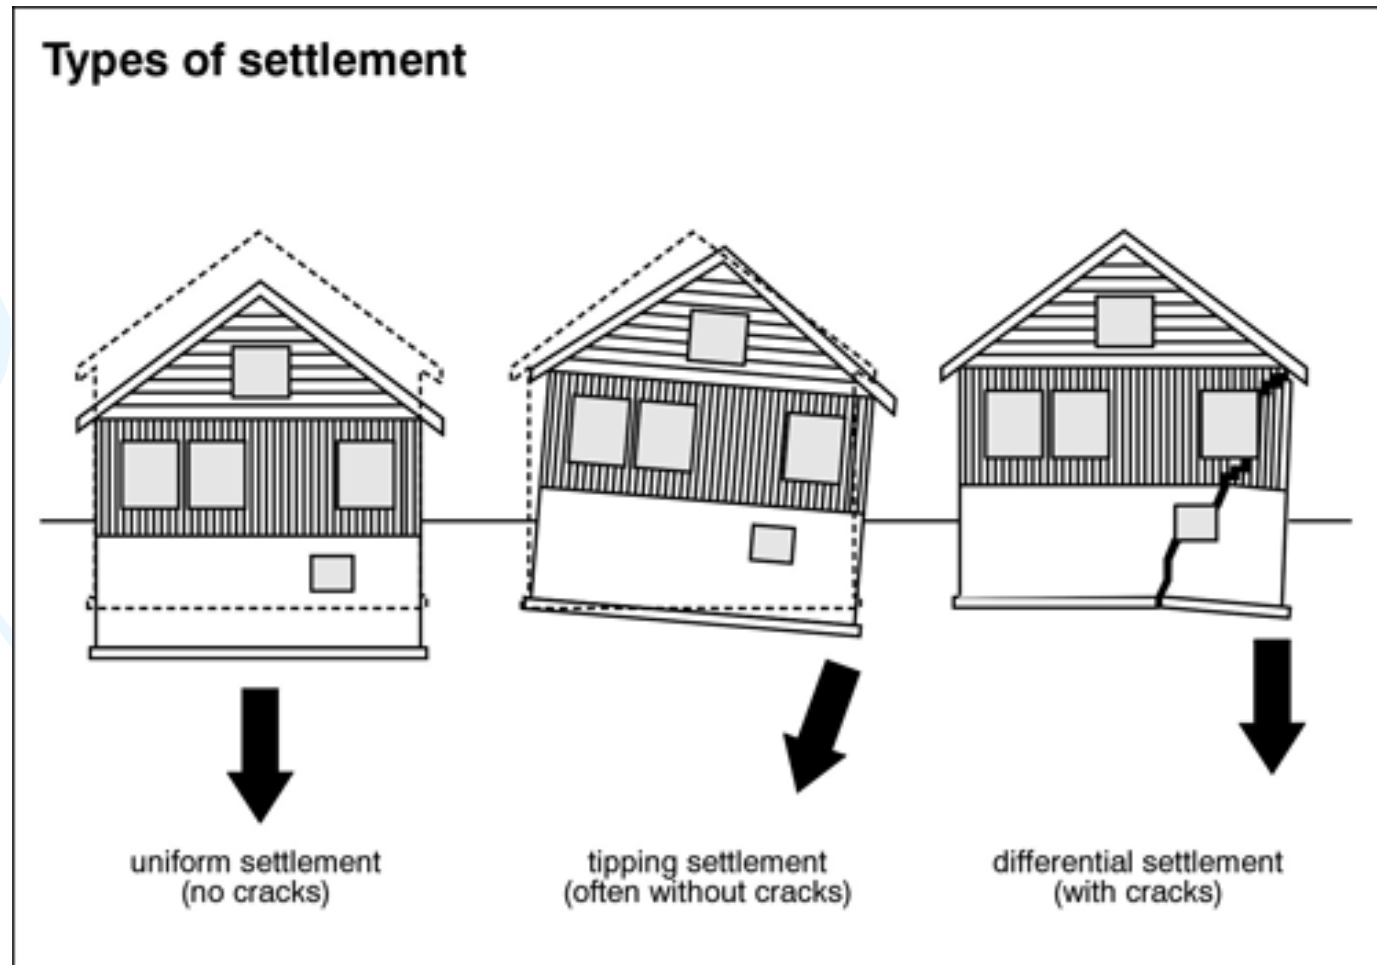 Types of settlement
uniform settlement
(no cracks)
tipping settlement
(often without cracks)
differential settlement
(with cracks)